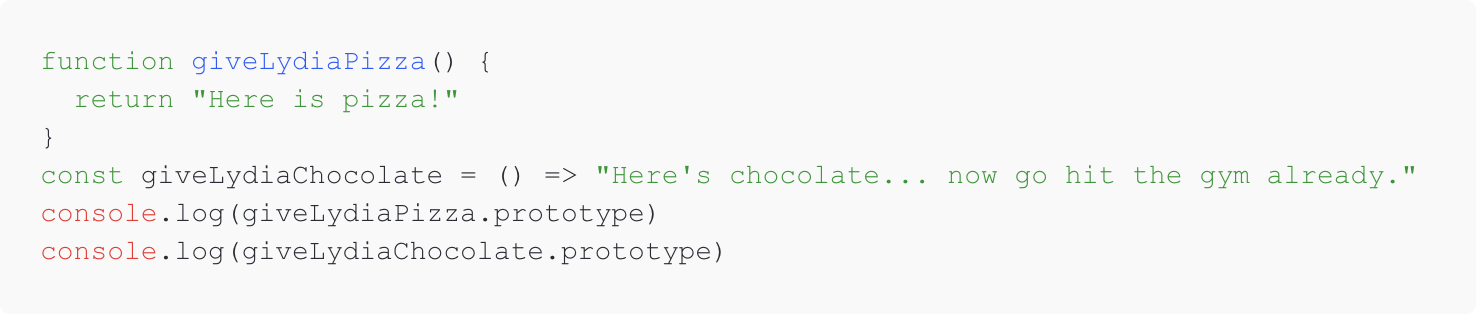 function giveLydiaPizza() {
  return "Here is pizza!"
}
const giveLydiaChocolate = () => "Here's chocolate... now go hit the gym already."
console.log(giveLydiaPizza.prototype)
console.log(giveLydiaChocolate.prototype)